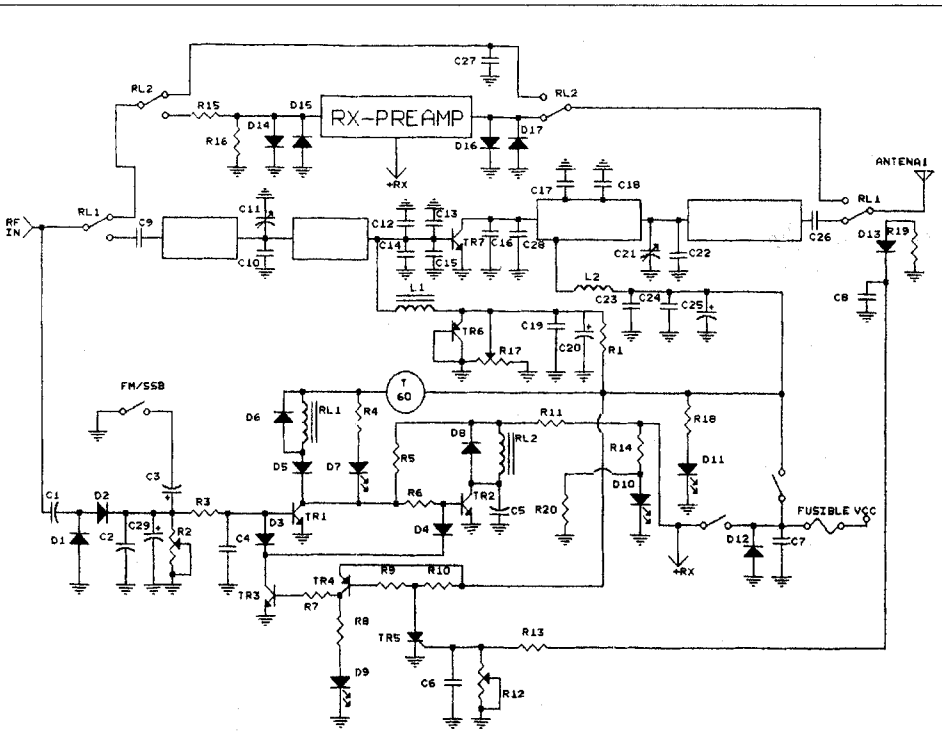 C27
RL2
RL2
R15
D14
D15
RX-PREAMP
D16
D17
R16
+RX
C17
C18
ANTENA1
RL1
RF
IN
RL1
C9
C11
C10
C12
C13
C14
C15
TR7
C16
C28
C21
C22
C26
D13
R19
L1
L2
C23
C24
C25
C8
TR6
R17
C19
C20
R1
FM/SSB
T
60
D6
RL1
R4
D8
RL2
R11
R18
D5
D7
R5
R14
D11
C3
C1
D2
R3
D3
TR1
R6
TR2
C5
D10
R20
FUSIBLE VCC
D1
C2
C29
R2
C4
D4
D12
C7
+RX
TR3
R7
TR4
R9
R10
R8
TR5
R13
D9
C6
R12